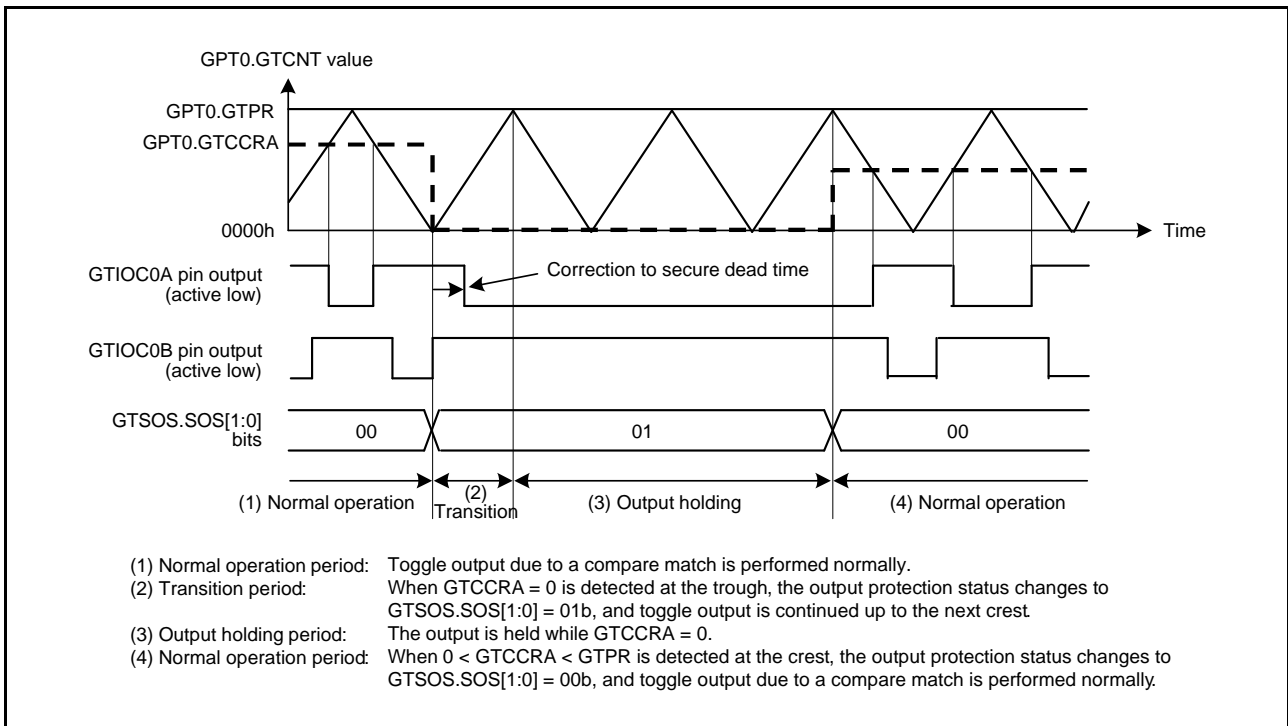 GPT0.GTCNT value
GPT0.GTPR
GPT0.GTCCRA
0000h
Time
GTIOC0A pin output
(active low)
Correction to secure dead time
GTIOC0B pin output
(active low)
GTSOS.SOS[1:0]
bits
00
01
00
(1) Normal operation
(2)
Transition
(3) Output holding
(4) Normal operation
(1) Normal operation period: Toggle output due to a compare match is performed normally.
(2) Transition period: When GTCCRA = 0 is detected at the trough, the output protection status changes to
GTSOS.SOS[1:0] = 01b, and toggle output is continued up to the next crest.
(3) Output holding period: The output is held while GTCCRA = 0.
(4) Normal operation period: When 0 < GTCCRA < GTPR is detected at the crest, the output protection status changes to
GTSOS.SOS[1:0] = 00b, and toggle output due to a compare match is performed normally.